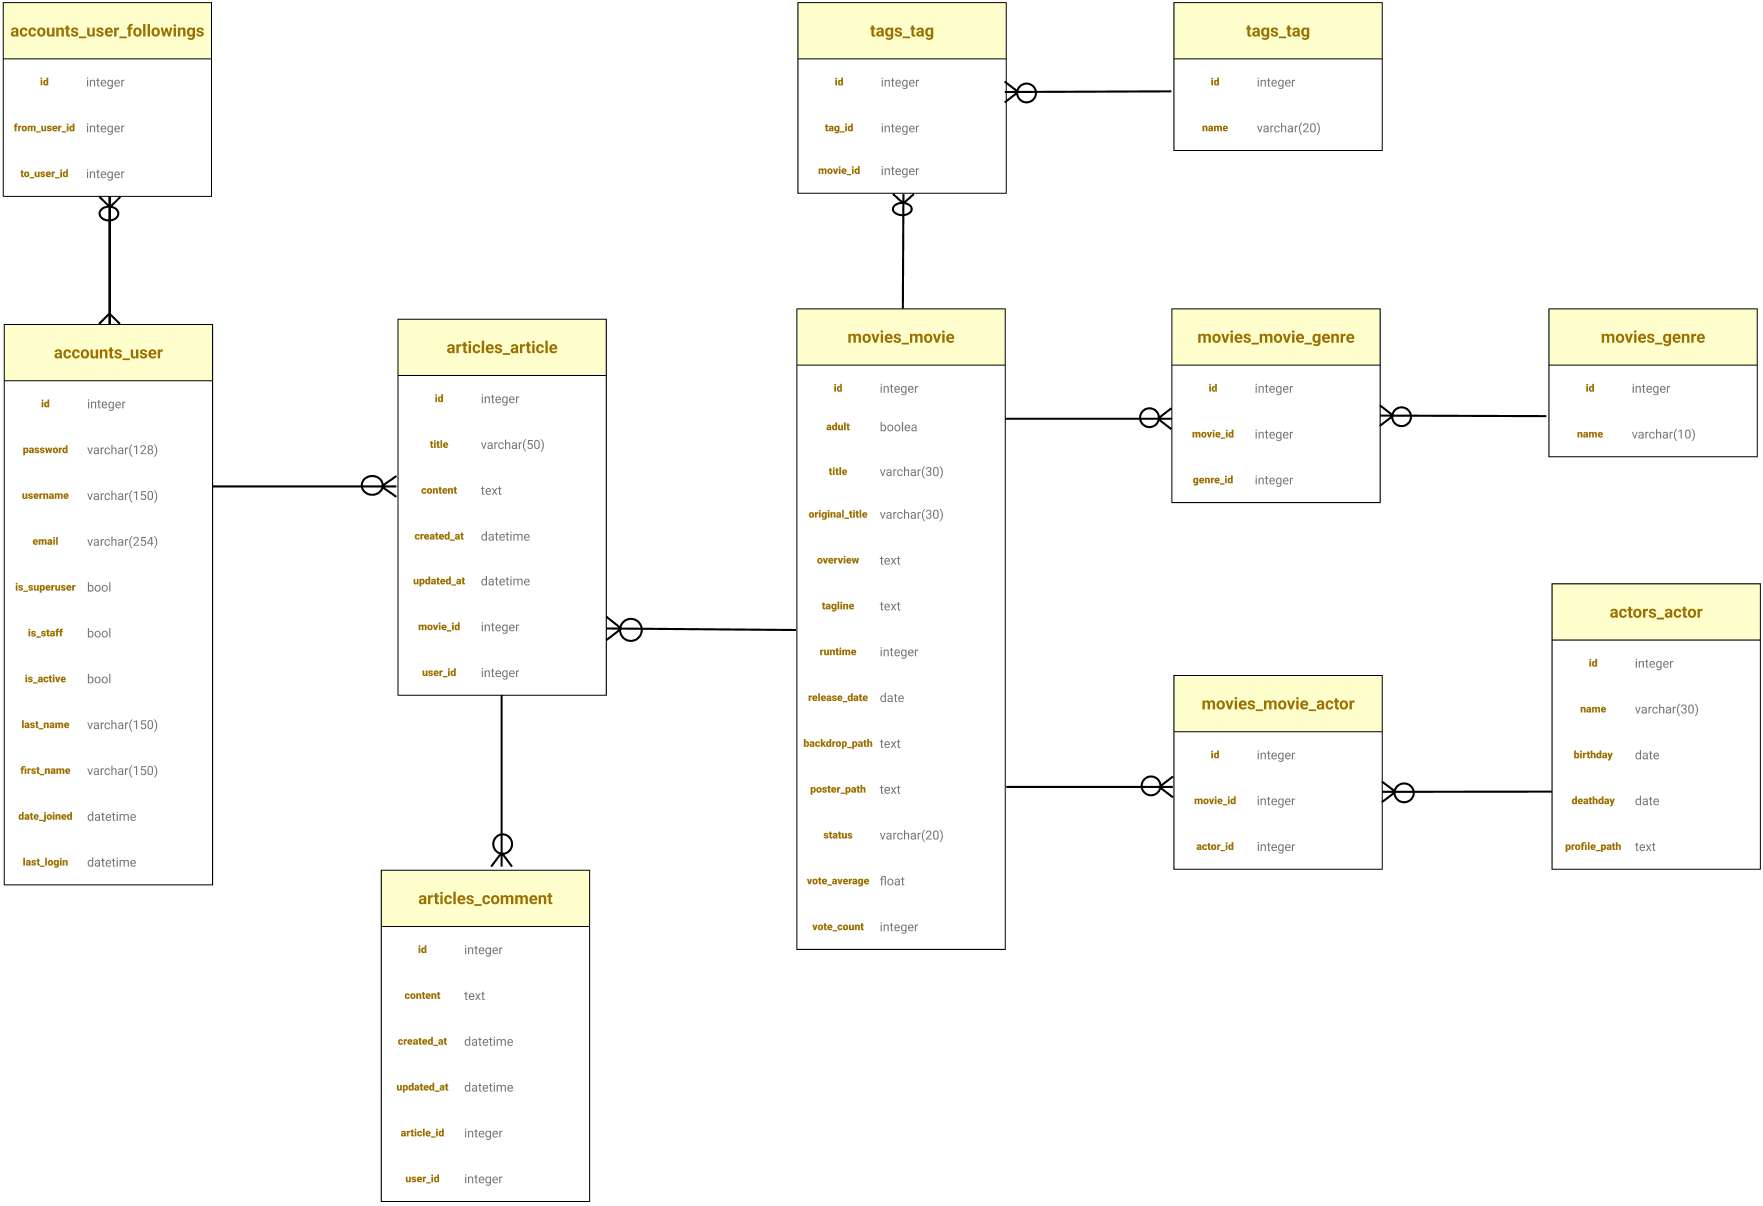 accounts_user_followings
id integer
from_user_id integer
to_user_id integer
tags_tag
id integer
tag_id integer
movie_id integer
tags_tag
id integer
name varchar(20)
accounts_user
id integer
password varchar(128)
username varchar(150)
email varchar(254)
is_superuser bool
is_staff bool
is_active bool
last_name varchar(150)
first_name varchar(150)
date_joined datetime
last_login datetime
articles_article
id integer
title varchar(50)
content text
created_at datetime
updated_at datetime
movie_id integer
user_id integer
movies_movie
id integer
adult boolea
title varchar(30)
original_title varchar(30)
overview text
tagline text
runtime integer
release_date date
backdrop_path text
poster_path text
status varchar(20)
vote_average float
vote_count integer
movies_movie_genre
id integer
movie_id integer
genre_id integer
movies_genre
id integer
name varchar(10)
movies_movie_actor
id integer
movie_id integer
actor_id integer
actors_actor
id integer
name varchar(30)
birthday date
deathday date
profile_path text
articles_comment
id integer
content text
created_at datetime
updated_at datetime
article_id integer
user_id integer